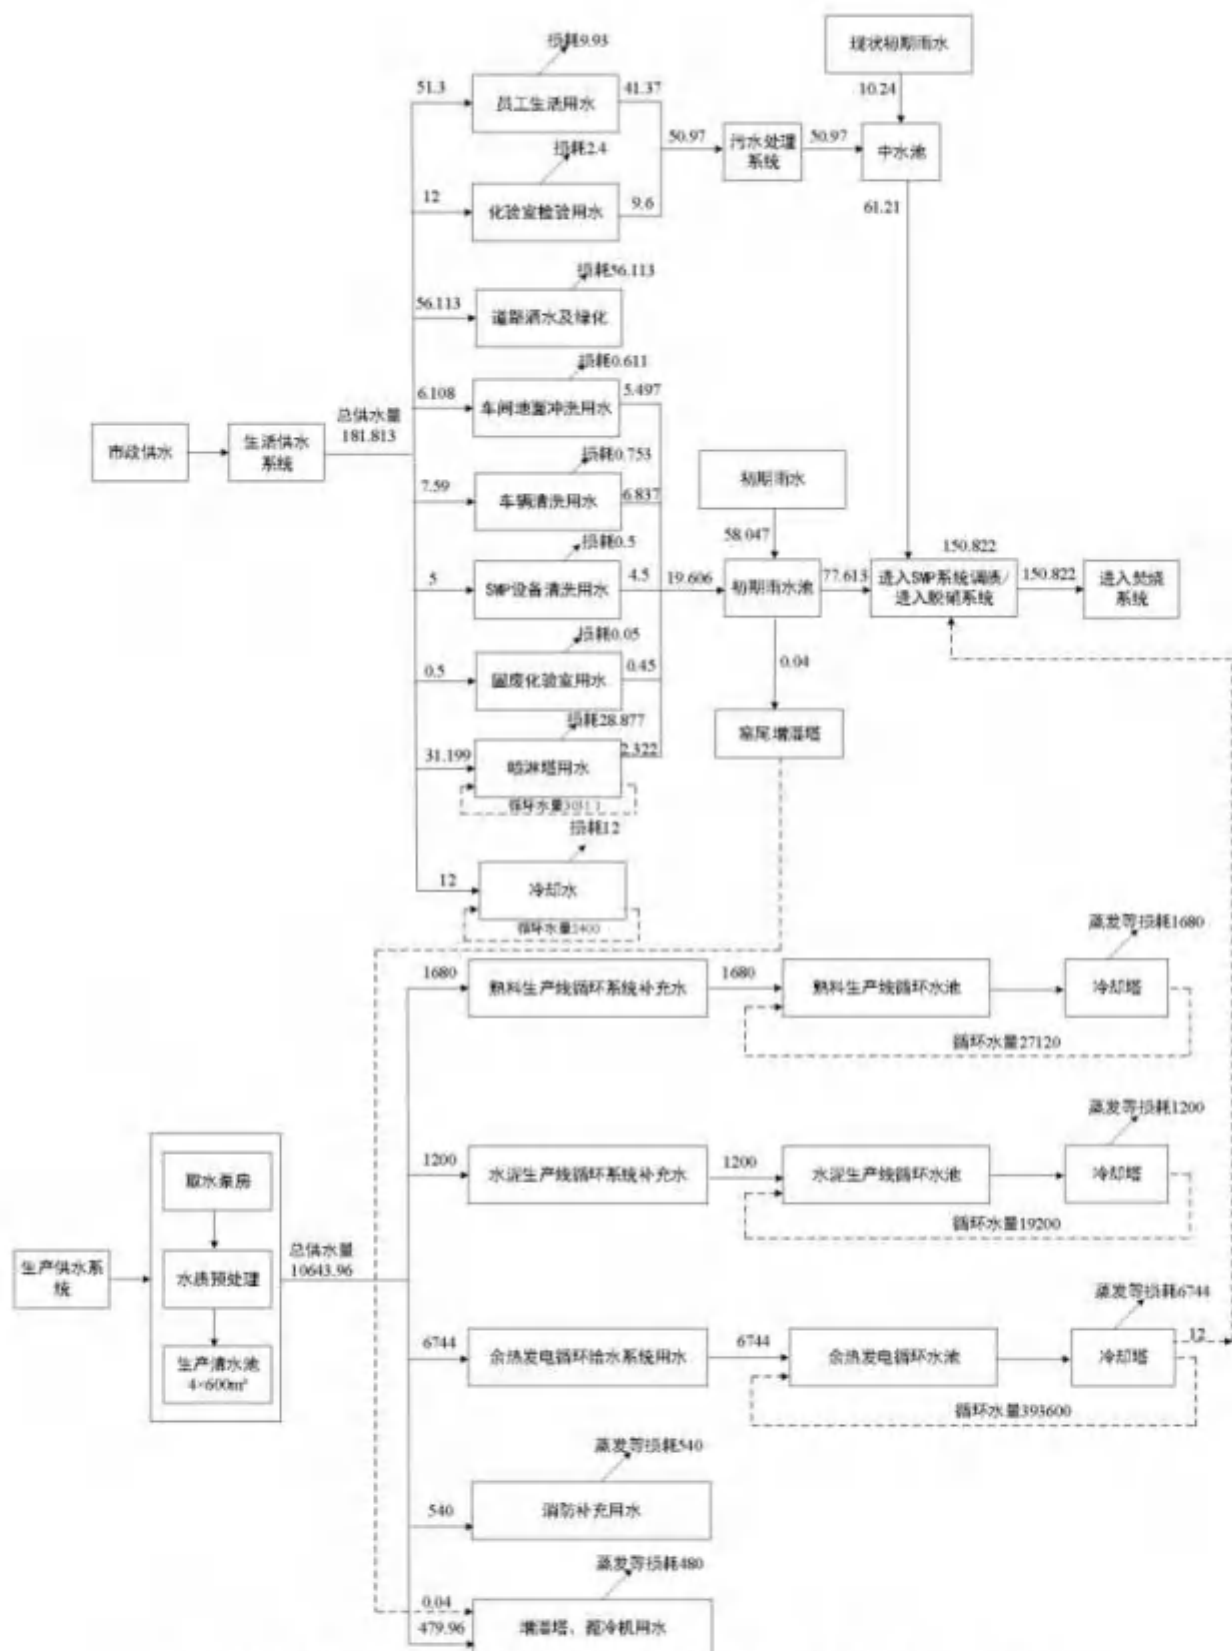 损耗9.93
现状初期雨水
51.3
员工生活用水
41.37
10.24
损耗2.4
50.97
污水处理
系统
50.97
中水池
12
化验室检验用水
9.6
61.21
损耗56.113
56.113
道路洒水及绿化
损耗0.611
6.108
车间地面冲洗用水
5.497
总供水量
181.813
市政供水
生活供水
系统
损耗0.753
初期雨水
7.59
车辆清洗用水
6.837
58.047
损耗0.5
150.822
5
SMP设备清洗用水
4.5
19.606
初期雨水池
77.613
进入SMP系统调质/
进入脱硝系统
150.822
进入焚烧
系统
损耗0.05
0.5
固废化验室用水
0.45
0.04
损耗28.877
窑尾增湿塔
31.199
喷淋塔用水
2.322
循环水量
损耗12
12
冷却水
循环水量2400
蒸发等损耗1680
1680
熟料生产线循环系统补充水
1680
熟料生产线循环水池
冷却塔
循环水量27120
蒸发等损耗1200
1200
水泥生产线循环系统补充水
1200
水泥生产线循环水池
冷却塔
循环水量19200
取水泵房
生产供水系
统
水质预处理
总供水量
10643.96
生产清水池
4×600m³
蒸发等损耗6744
6744
余热发电循环给水系统用水
6744
余热发电循环水池
冷却塔
12
循环水量393600
蒸发等损耗540
540
消防补充用水
蒸发等损耗480
0.04
479.96
增湿塔、篦冷机用水